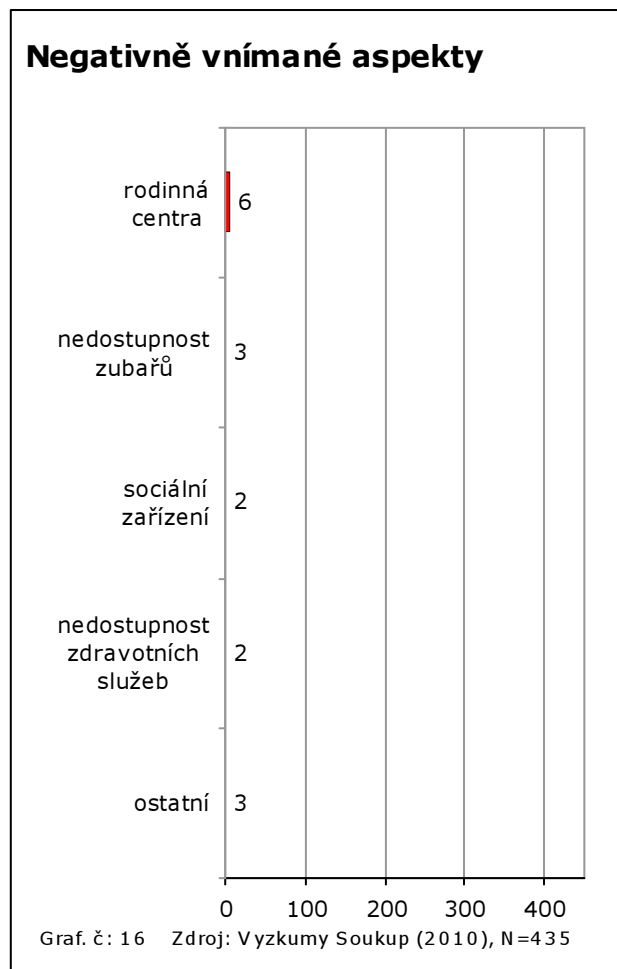 Negativně vnímané aspekty
rodinná
centra
6
nedostupnost
zubařů
3
sociální
zařízení
2
nedostupnost
zdravotních
služeb
2
ostatní
3
0 100 200 300 400
Graf. č: 16 Zdroj: Vyzkumy Soukup (2010), N=435